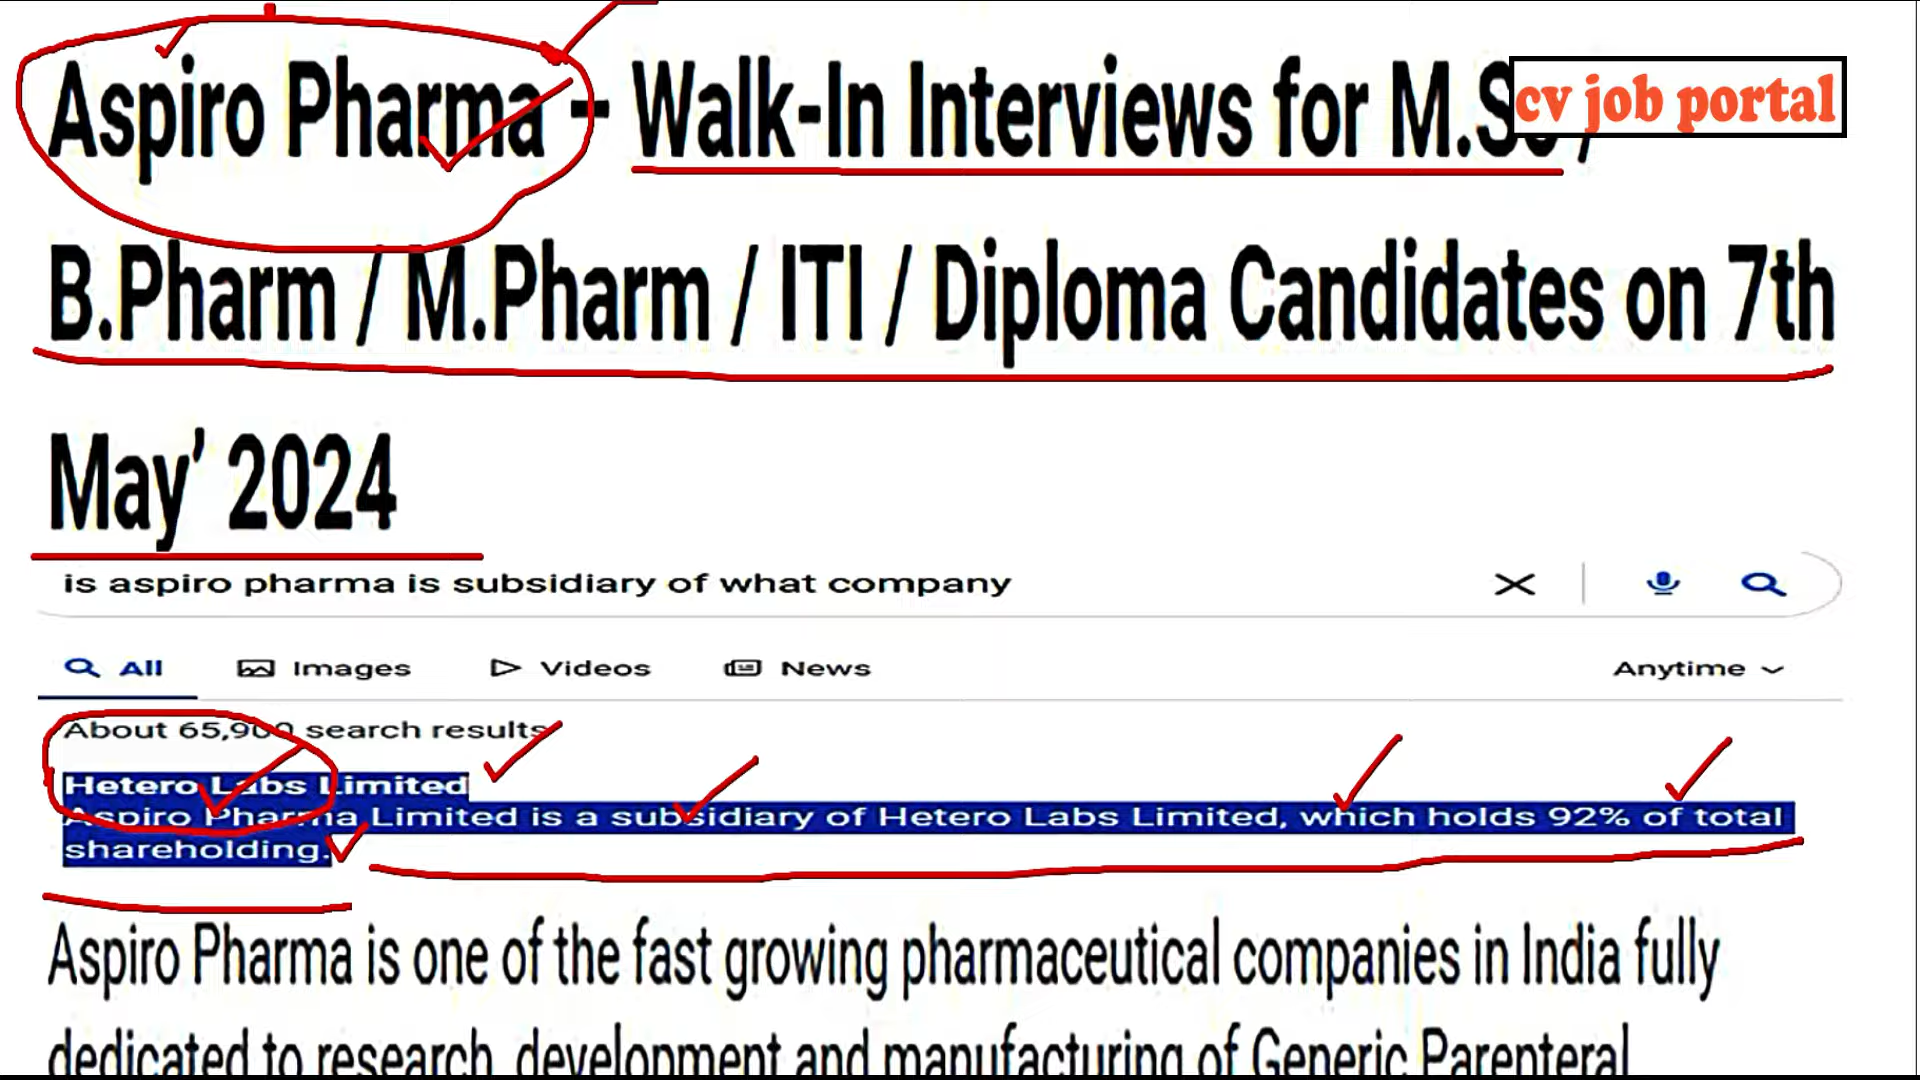 Aspiro Pharma – Walk-In Interviews for M.Sc /
cv job portal
B.Pharm / M.Pharm / ITI / Diploma Candidates on 7th
May’ 2024
is aspiro pharma is subsidiary of what company
All Images Videos News Anytime
About 65,900 search results
Hetero Labs Limited
Aspiro Pharma Limited is a subsidiary of Hetero Labs Limited, which holds 92% of total
shareholding.
Aspiro Pharma is one of the fast growing pharmaceutical companies in India fully
dedicated to research, development and manufacturing of Generic Parenteral